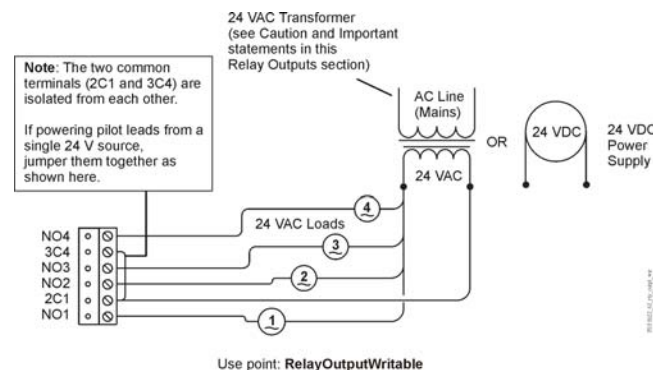 24 VAC Transformer
(see Caution and Important
statements in this
Relay Outputs section)
Note: The two common
terminals (2C1 and 3C4) are
isolated from each other.
If powering pilot leads from a
single 24 V source,
jumper them together as
shown here.
AC Line
(Mains)
OR
24 VDC
24 VDC
Power
Supply
24 VAC
4
24 VAC Loads
3
2
1
NO4
3C4
NO3
NO2
2C1
NO1
Use point: RelayOutputWritable